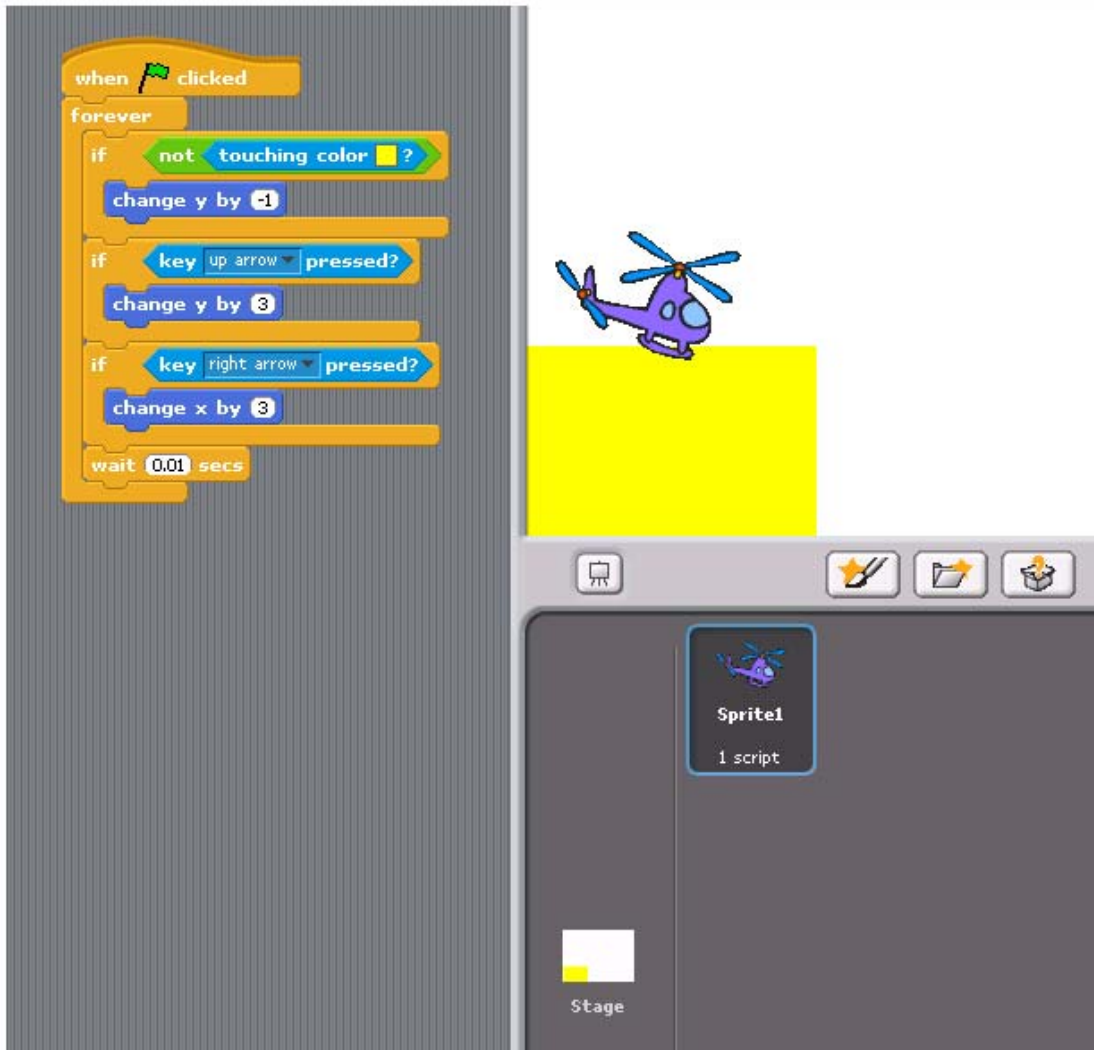 when clicked
forever
if not touching color ?
change y by -1
if key up arrow pressed?
change y by 3
if key right arrow pressed?
change x by 3
wait 0.01 secs
Sprite1
1 script
Stage